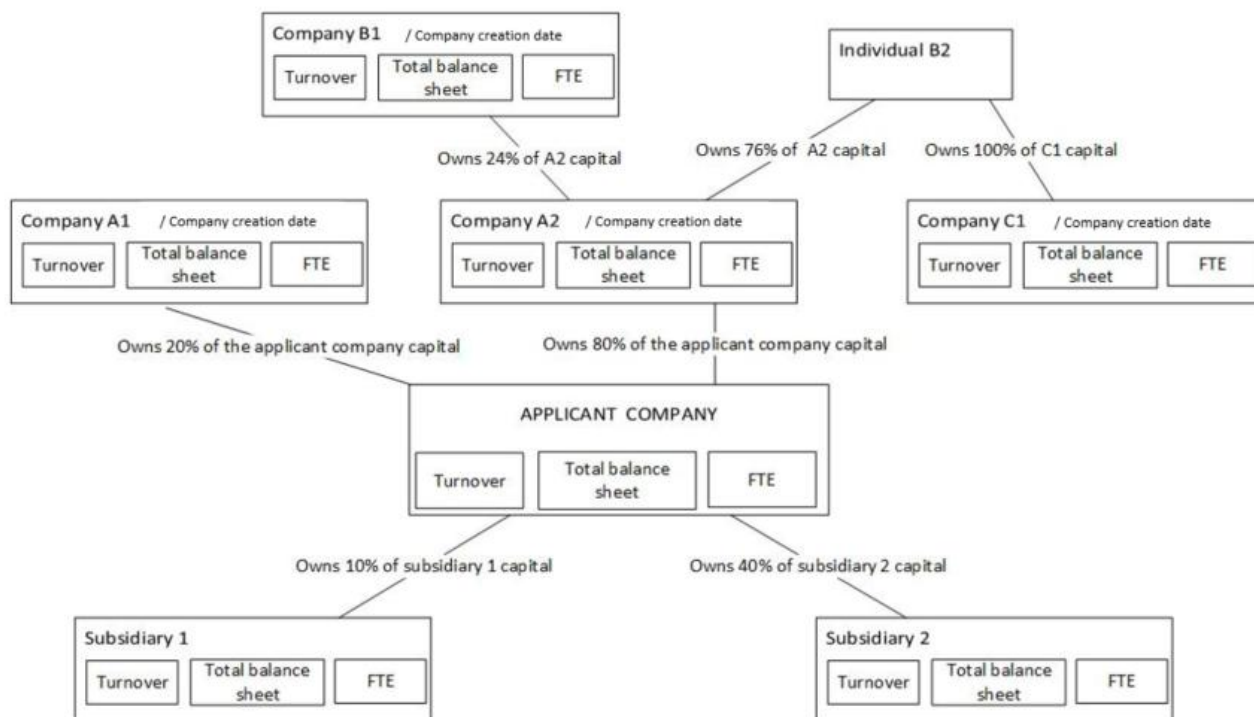 Company B1 / Company creation date
Turnover
Total balance
sheet
FTE
Individual B2
Owns 24% of A2 capital
Owns 76% of A2 capital
Owns 100% of C1 capital
Company A1 / Company creation date
Turnover
Total balance
sheet
FTE
Company A2 / Company creation date
Turnover
Total balance
sheet
FTE
Company C1 / Company creation date
Turnover
Total balance
sheet
FTE
Owns 20% of the applicant company capital
Owns 80% of the applicant company capital
APPLICANT COMPANY
Turnover
Total balance
sheet
FTE
Owns 10% of subsidiary 1 capital
Owns 40% of subsidiary 2 capital
Subsidiary 1
Turnover
Total balance
sheet
FTE
Subsidiary 2
Turnover
Total balance
sheet
FTE